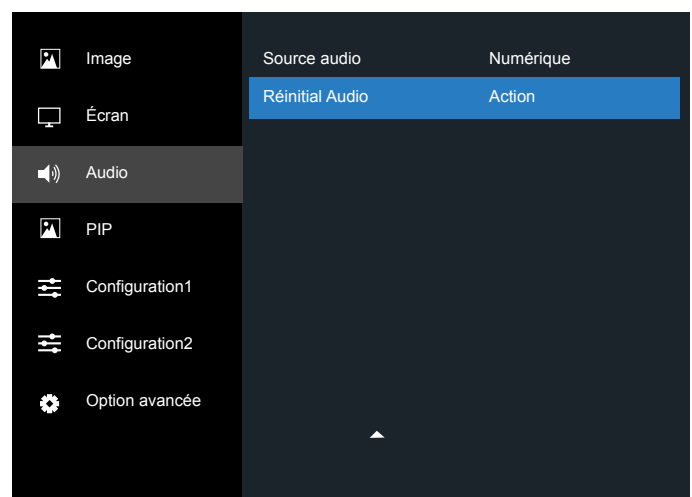 Image
Écran
Audio
PIP
Configuration1
Configuration2
Option avancée
Source audio Numérique
Réinitial Audio Action